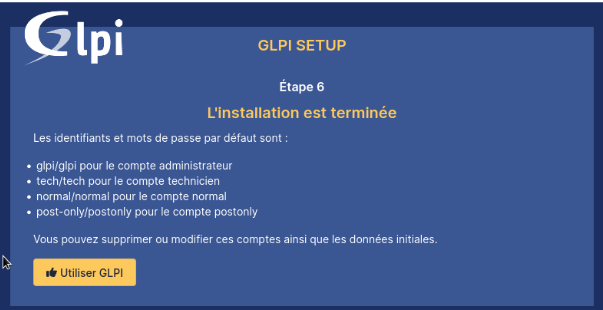 Glpi
GLPI SETUP
Étape 6
L'installation est terminée
Les identifiants et mots de passe par défaut sont :
• glpi/glpi pour le compte administrateur
• tech/tech pour le compte technicien
• normal/normal pour le compte normal
• post-only/postonly pour le compte postonly
Vous pouvez supprimer ou modifier ces comptes ainsi que les données initiales.
Utiliser GLPI